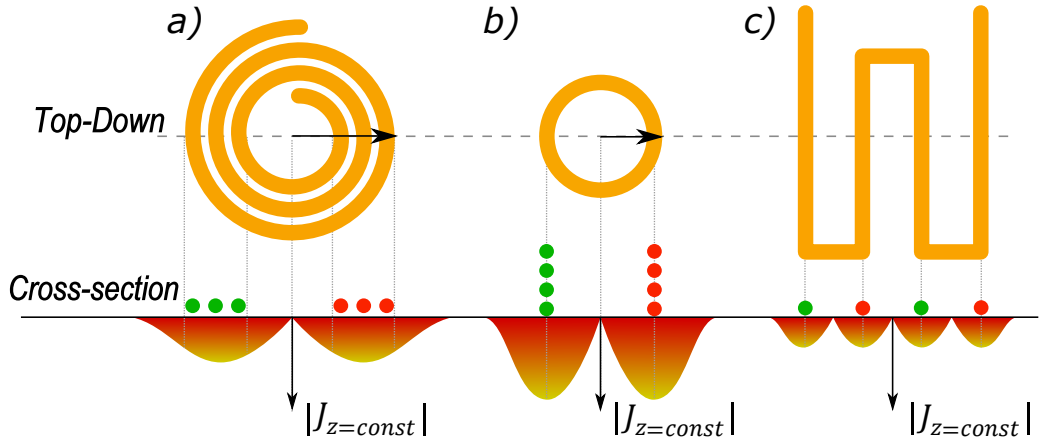 a)
b)
c)
Top-Down
Cross-section
|J_{z=const}|
|J_{z=const}|
|J_{z=const}|